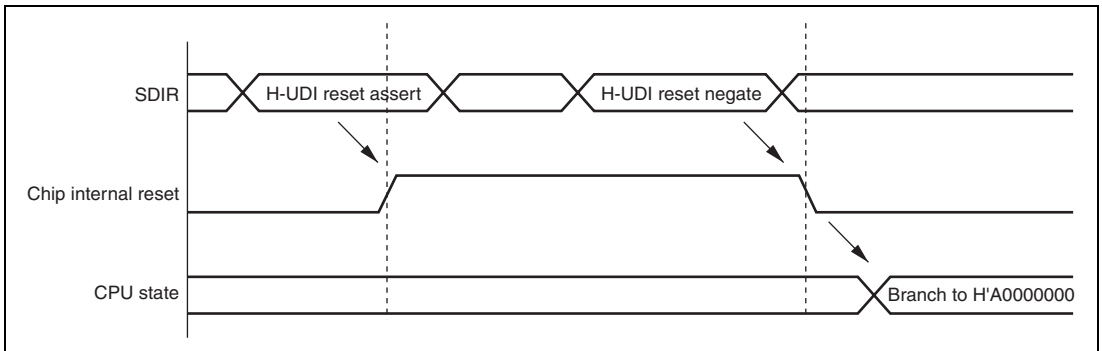 SDIR
H-UDI reset assert
H-UDI reset negate
Chip internal reset
CPU state
Branch to H'A0000000